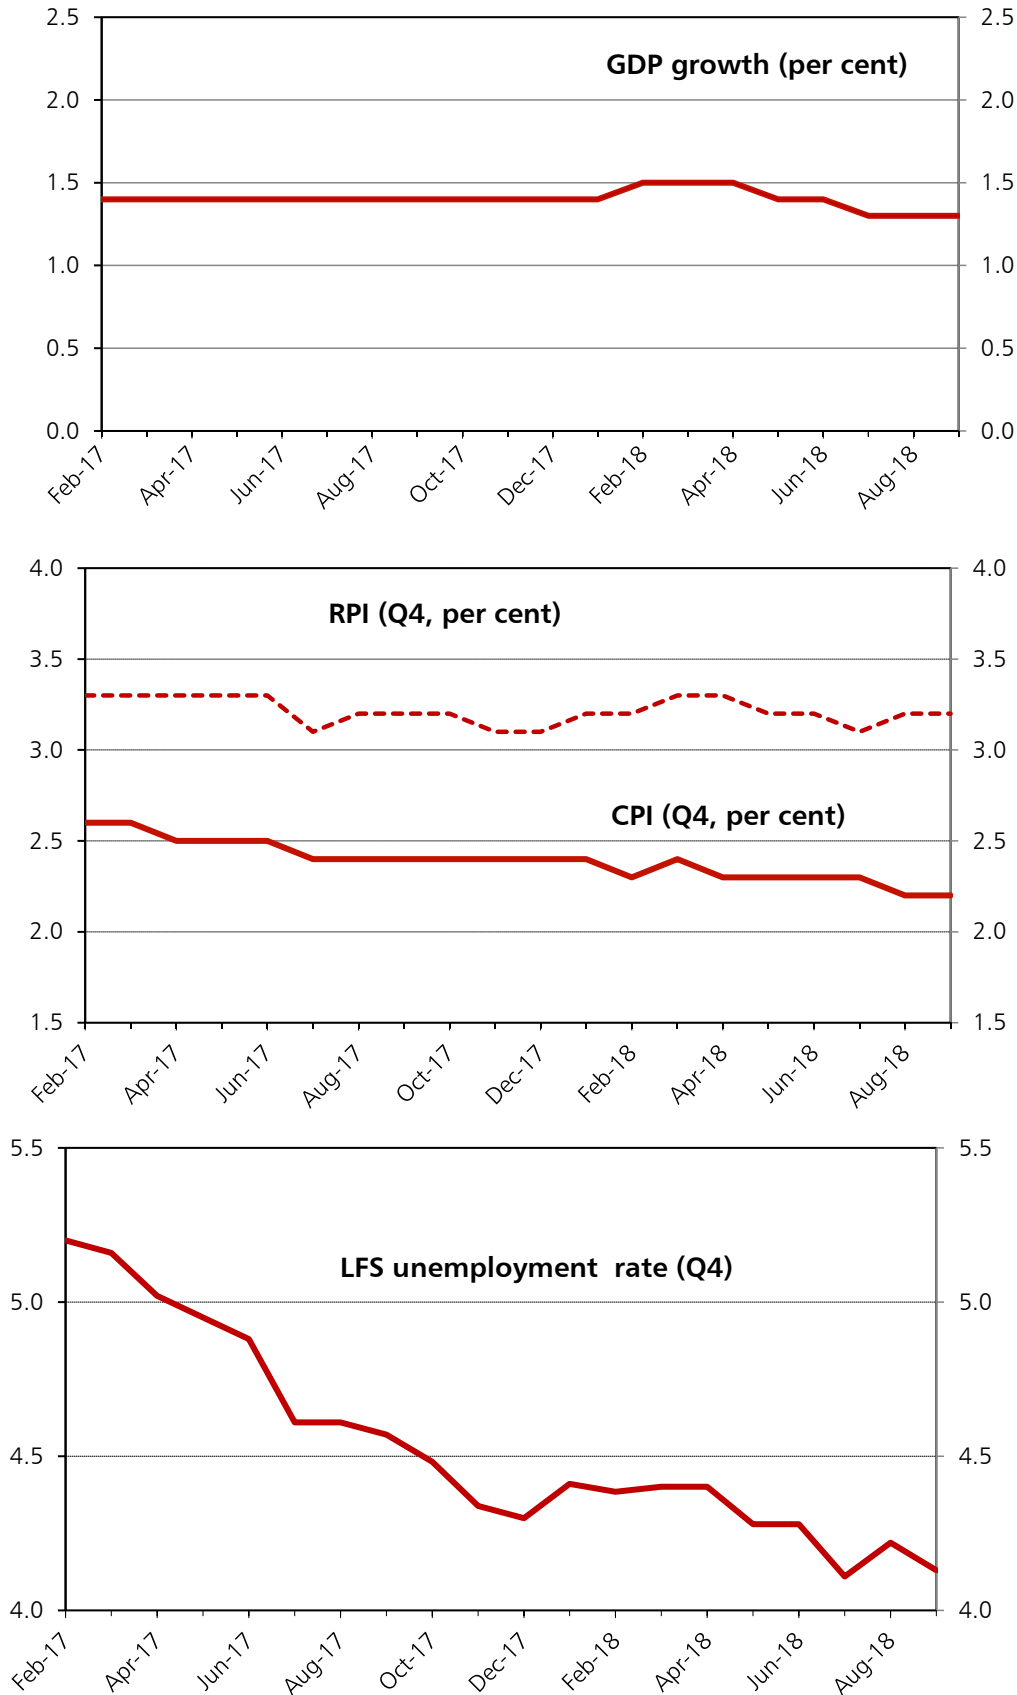 2.5 2.5
GDP growth (per cent)
2.0 2.0
1.5 1.5
1.0 1.0
0.5 0.5
0.0 0.0
Feb-17 Apr-17 Jun-17 Aug-17 Oct-17 Dec-17 Feb-18 Apr-18 Jun-18 Aug-18
4.0 4.0
RPI (Q4, per cent)
3.5 3.5
3.0 3.0
CPI (Q4, per cent)
2.5 2.5
2.0 2.0
1.5 1.5
Feb-17 Apr-17 Jun-17 Aug-17 Oct-17 Dec-17 Feb-18 Apr-18 Jun-18 Aug-18
5.5 5.5
LFS unemployment rate (Q4)
5.0 5.0
4.5 4.5
4.0 4.0
Feb-17 Apr-17 Jun-17 Aug-17 Oct-17 Dec-17 Feb-18 Apr-18 Jun-18 Aug-18